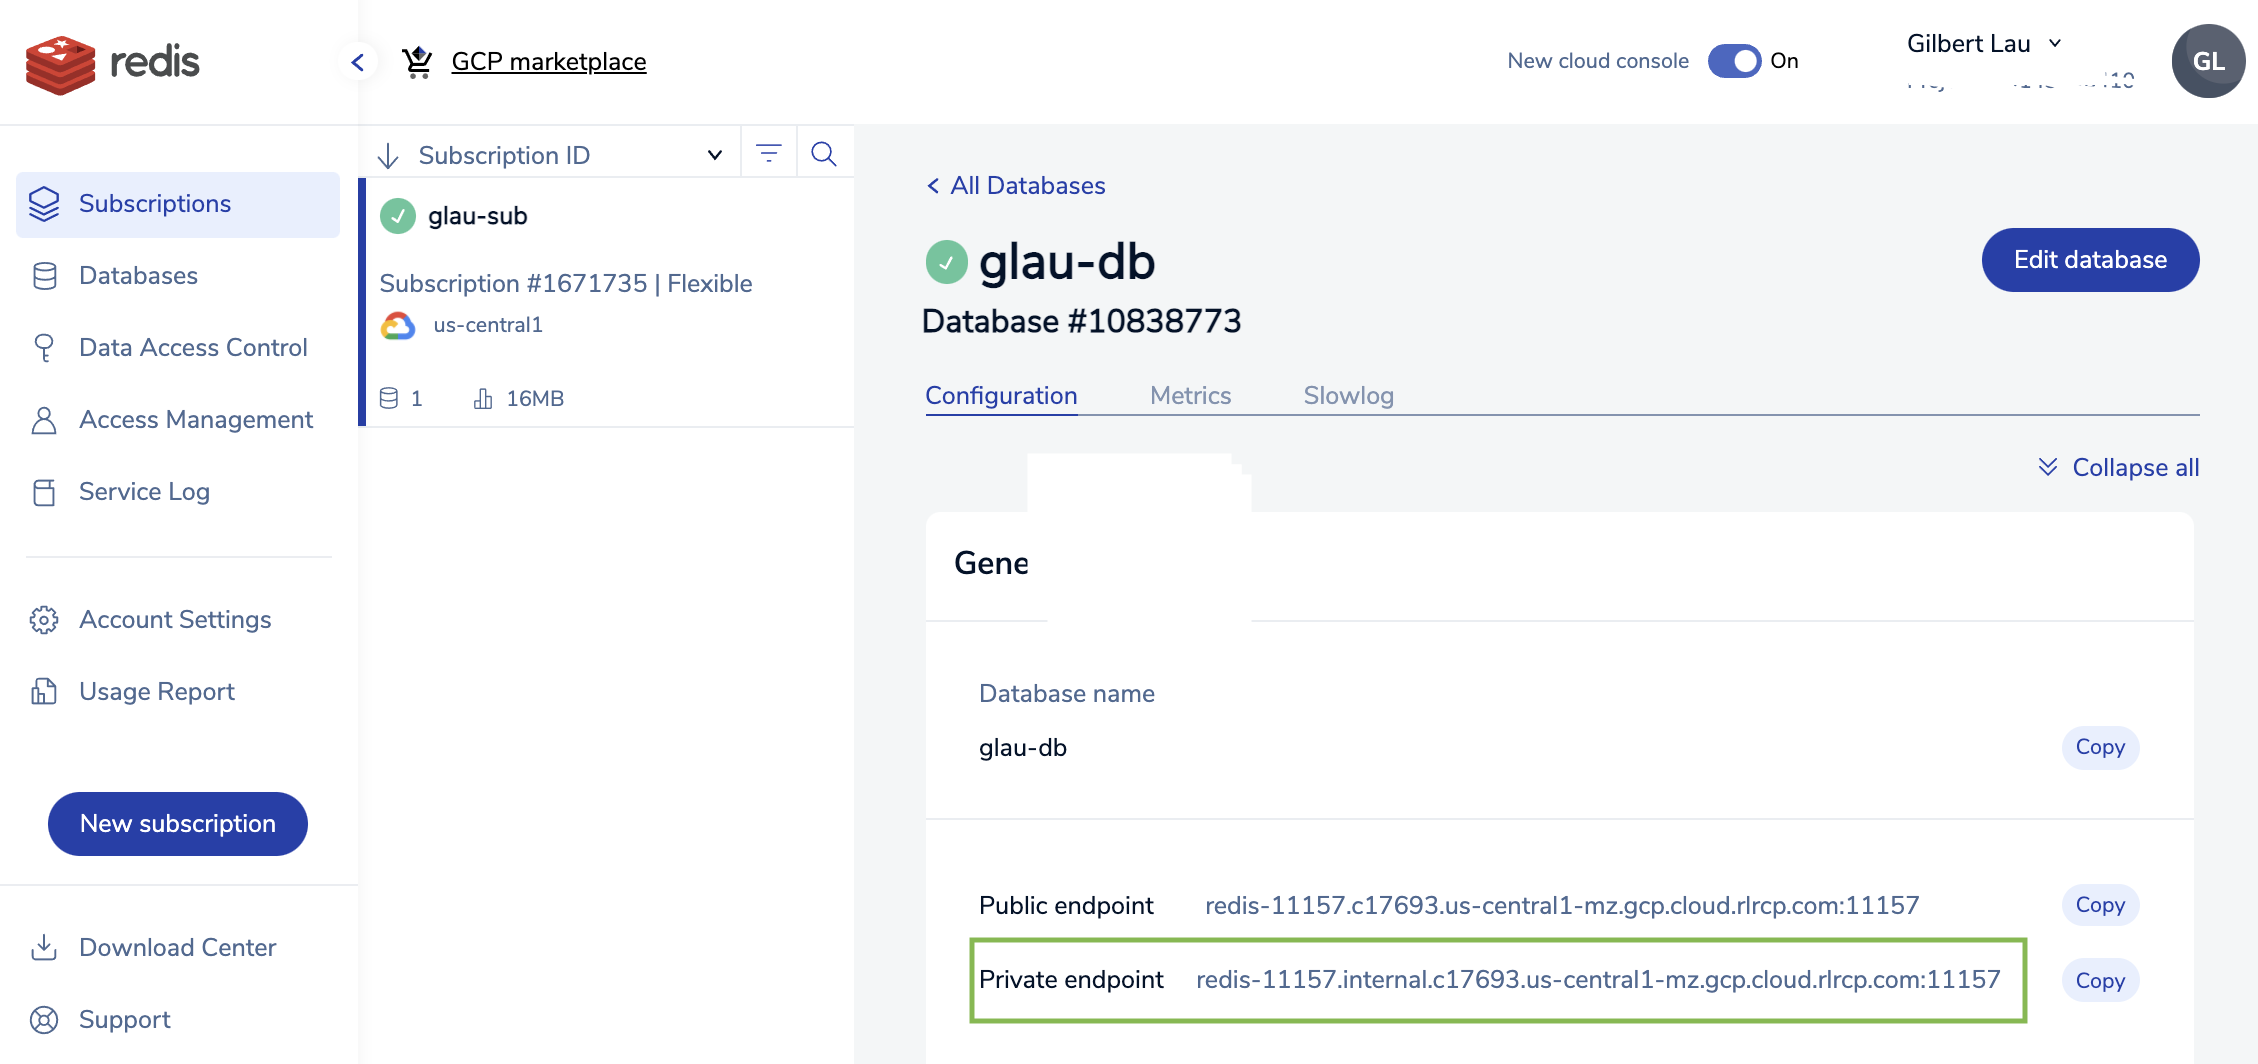 redis
GCP marketplace
New cloud console
On
Gilbert Lau
GL
Subscriptions
Databases
Data Access Control
Access Management
Service Log
Account Settings
Usage Report
New subscription
Download Center
Support
Subscription ID
glau-sub
Subscription #1671735 | Flexible
us-central1
1
16MB
All Databases
glau-db
Database #10838773
Edit database
Configuration
Metrics
Slowlog
Collapse all
Gene
Database name
glau-db
Copy
Public endpoint redis-11157.c17693.us-central1-mz.gcp.cloud.rlrcp.com:11157
Copy
Private endpoint redis-11157.internal.c17693.us-central1-mz.gcp.cloud.rlrcp.com:11157
Copy